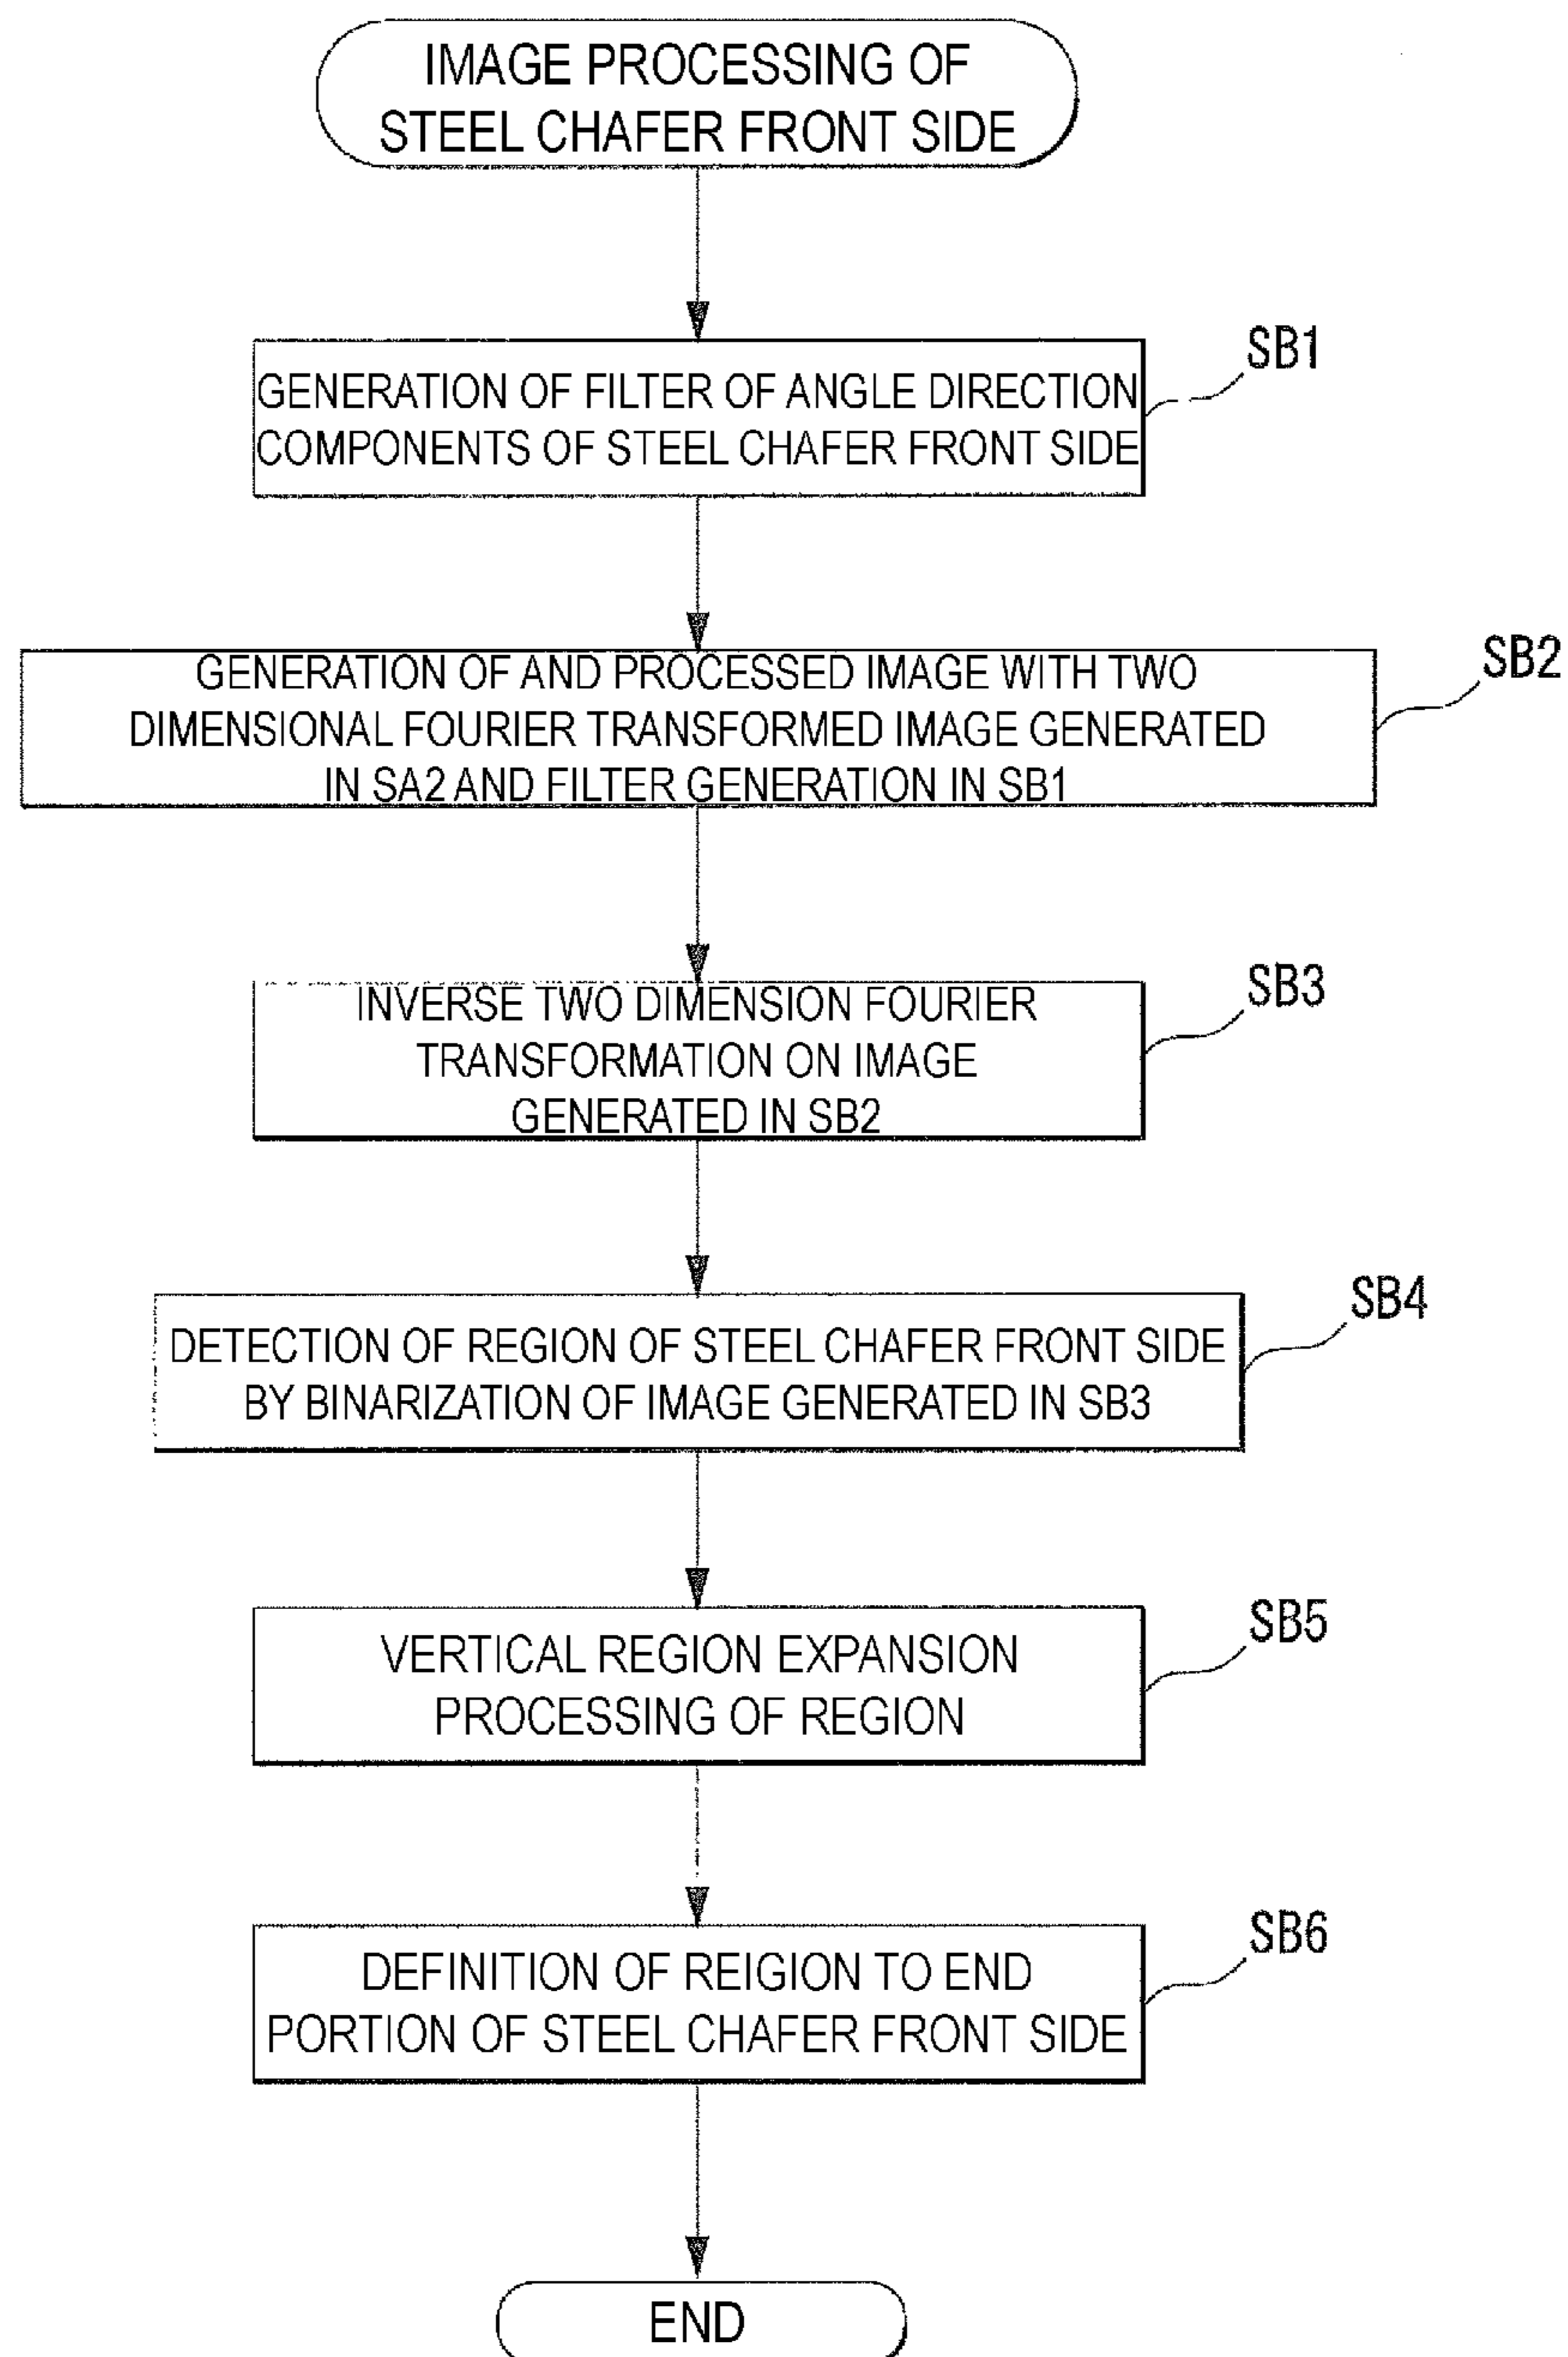 IMAGE PROCESSING OF
STEEL CHAFER FRONT SIDE
SB1
GENERATION OF FILTER OF ANGLE DIRECTION
COMPONENTS OF STEEL CHAFER FRONT SIDE
SB2
GENERATION OF AND PROCESSED IMAGE WITH TWO
DIMENSIONAL FOURIER TRANSFORMED IMAGE GENERATED
IN SA2 AND FILTER GENERATION IN SB1
SB3
INVERSE TWO DIMENSION FOURIER
TRANSFORMATION ON IMAGE
GENERATED IN SB2
SB4
DETECTION OF REGION OF STEEL CHAFER FRONT SIDE
BY BINARIZATION OF IMAGE GENERATED IN SB3
SB5
VERTICAL REGION EXPANSION
PROCESSING OF REGION
SB6
DEFINITION OF REIGION TO END
PORTION OF STEEL CHAFER FRONT SIDE
END